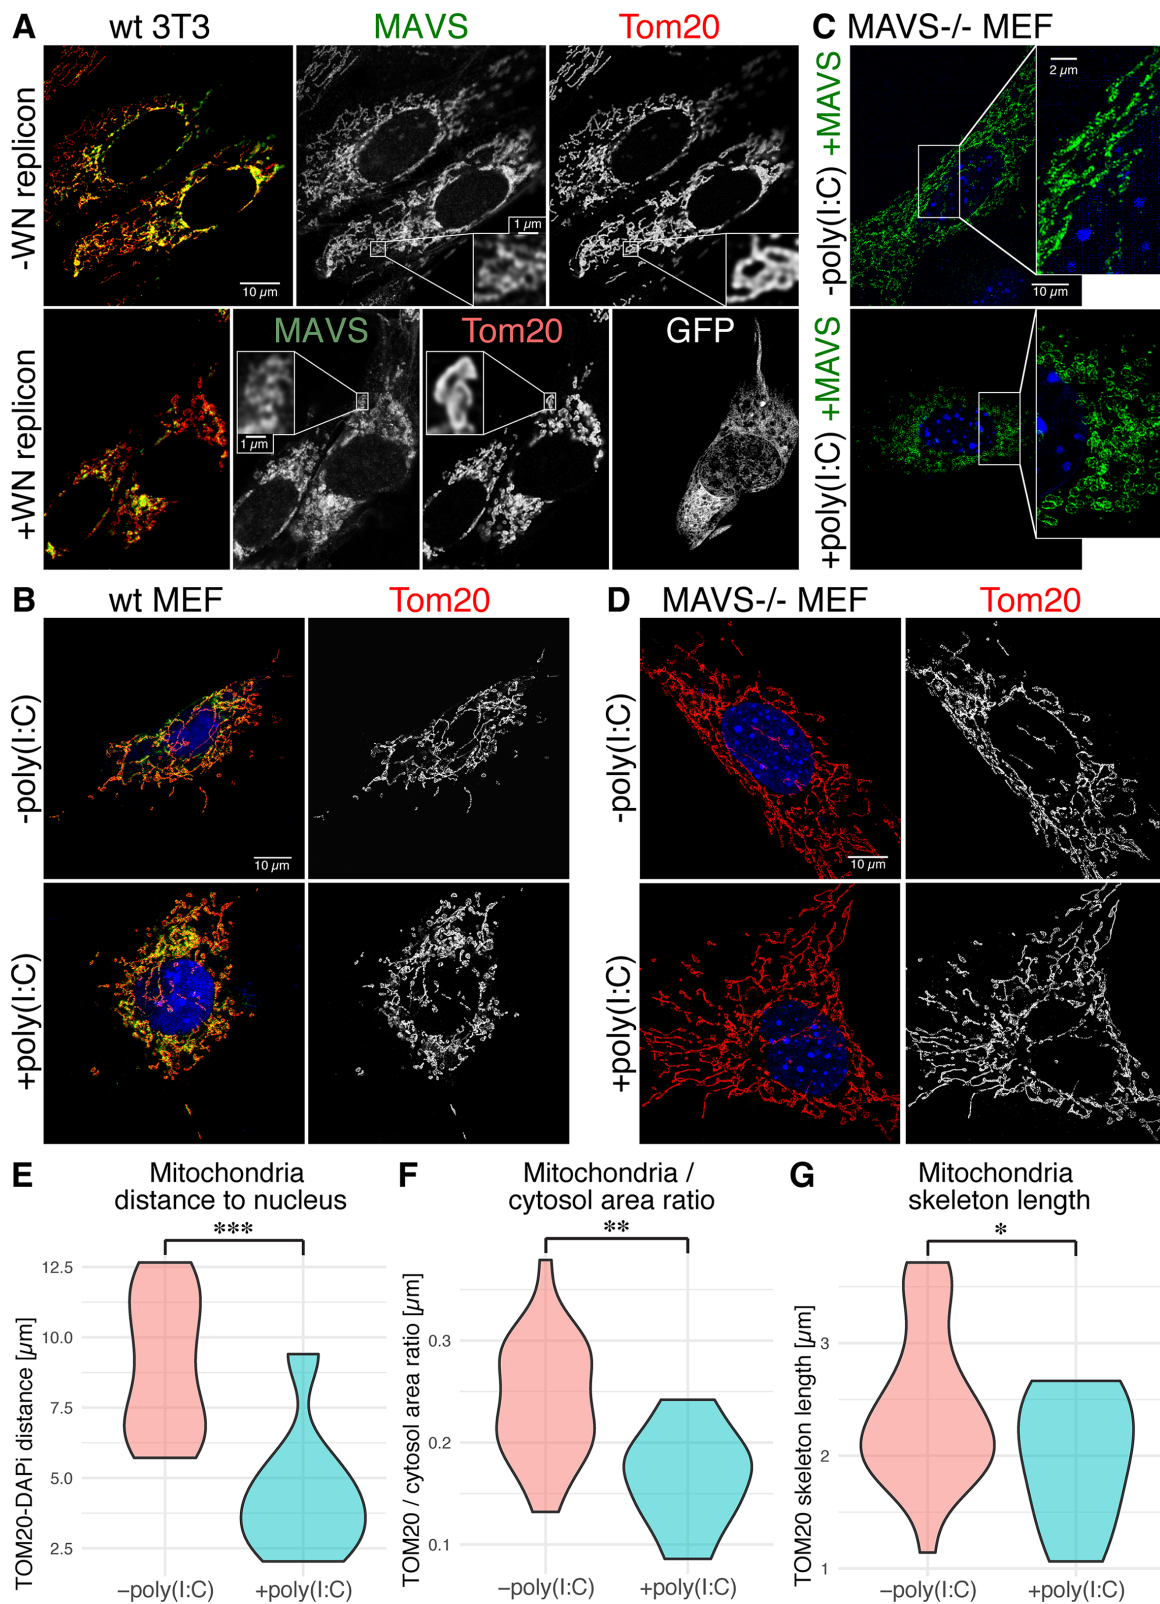 A wt 3T3 MAVS Tom20
-WN replicon
10 µm
1 µm
MAVS Tom20 GFP
+WN replicon
1 µm
C MAVS-/- MEF
-poly(I:C) +MAVS
2 µm
10 µm
+poly(I:C) +MAVS
B wt MEF Tom20
-poly(I:C)
10 µm
+poly(I:C)
D MAVS-/- MEF Tom20
-poly(I:C)
10 µm
+poly(I:C)
E Mitochondria
distance to nucleus
***
TOM20-DAPi distance [µm]
12.5
10.0
7.5
5.0
2.5
−poly(I:C) +poly(I:C)
F Mitochondria /
cytosol area ratio
**
TOM20 / cytosol area ratio [µm]
0.3
0.2
0.1
−poly(I:C) +poly(I:C)
G Mitochondria
skeleton length
*
TOM20 skeleton length [µm]
3
2
1
−poly(I:C) +poly(I:C)